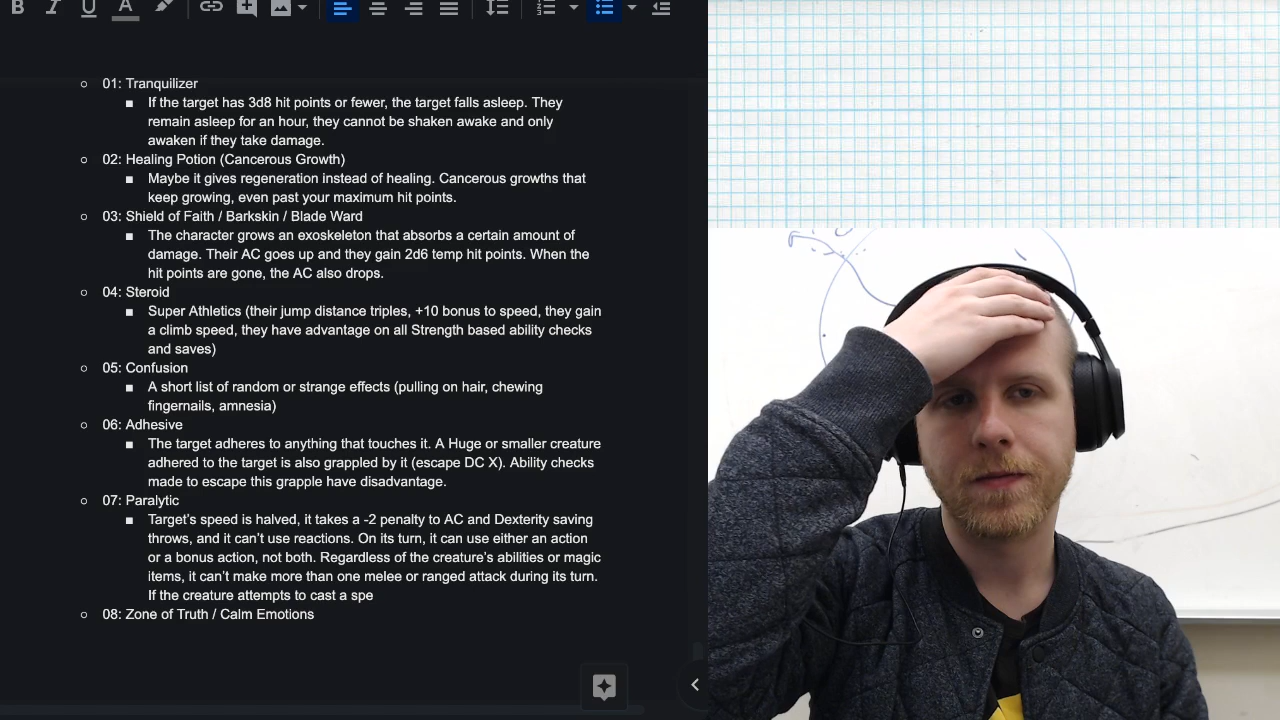 01: Tranquilizer
If the target has 3d8 hit points or fewer, the target falls asleep. They
remain asleep for an hour, they cannot be shaken awake and only
awaken if they take damage.
02: Healing Potion (Cancerous Growth)
Maybe it gives regeneration instead of healing. Cancerous growths that
keep growing, even past your maximum hit points.
03: Shield of Faith / Barkskin / Blade Ward
The character grows an exoskeleton that absorbs a certain amount of
damage. Their AC goes up and they gain 2d6 temp hit points. When the
hit points are gone, the AC also drops.
04: Steroid
Super Athletics (their jump distance triples, +10 bonus to speed, they gain
a climb speed, they have advantage on all Strength based ability checks
and saves)
05: Confusion
A short list of random or strange effects (pulling on hair, chewing
fingernails, amnesia)
06: Adhesive
The target adheres to anything that touches it. A Huge or smaller creature
adhered to the target is also grappled by it (escape DC X). Ability checks
made to escape this grapple have disadvantage.
07: Paralytic
Target's speed is halved, it takes a -2 penalty to AC and Dexterity saving
throws, and it can't use reactions. On its turn, it can use either an action
or a bonus action, not both. Regardless of the creature's abilities or magic
items, it can't make more than one melee or ranged attack during its turn.
If the creature attempts to cast a spe
08: Zone of Truth / Calm Emotions